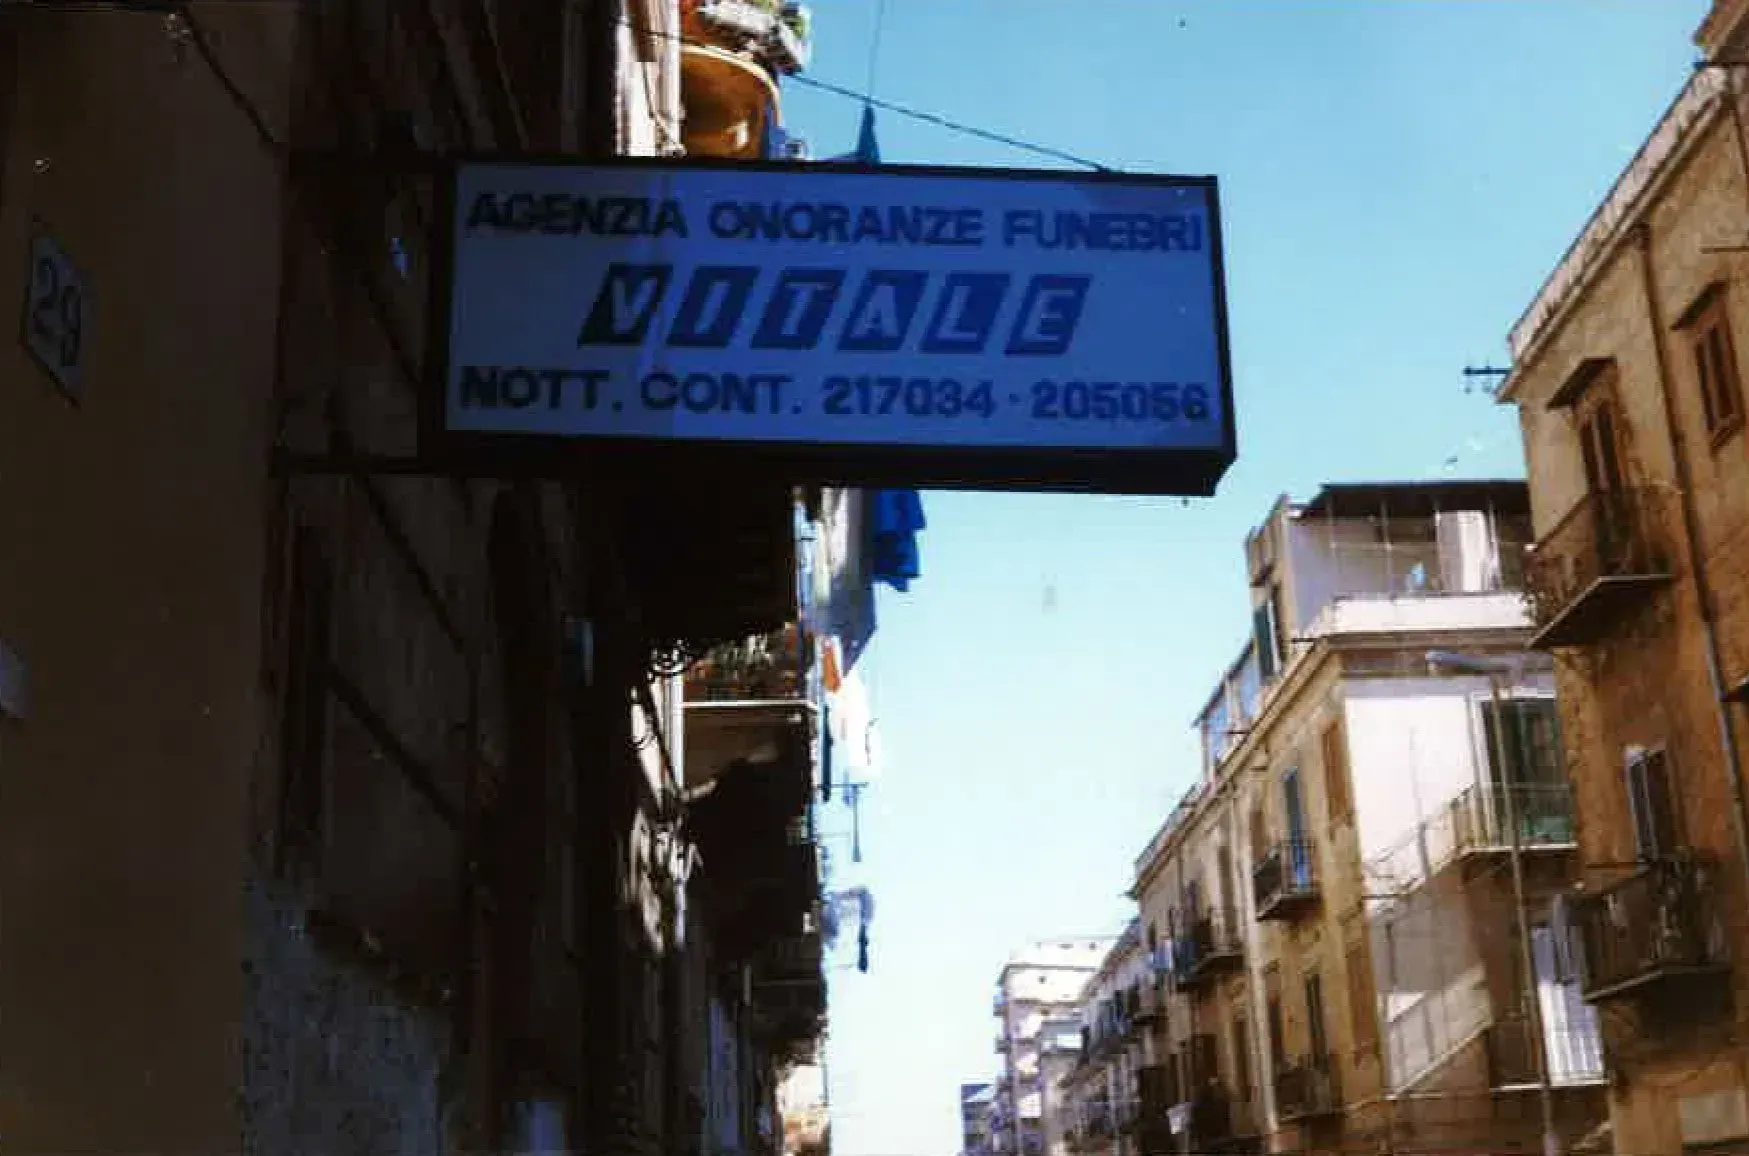 29
AGENZIA ONORANZE FUNEBRI
VITALE
NOTT. CONT. 217034 · 205056